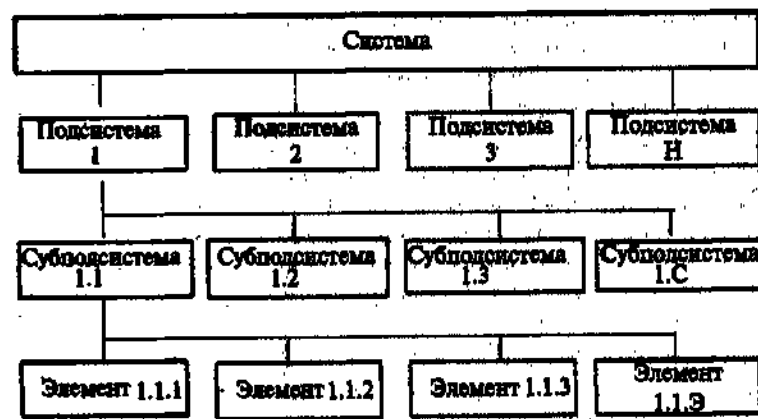 Система
Подсистема
1
Подсистема
2
Подсистема
3
Подсистема
Н
Субподсистема
1.1
Субподсистема
1.2
Субподсистема
1.3
Субподсистема
1.С
Элемент 1.1.1
Элемент 1.1.2
Элемент 1.1.3
Элемент
1.1.Э